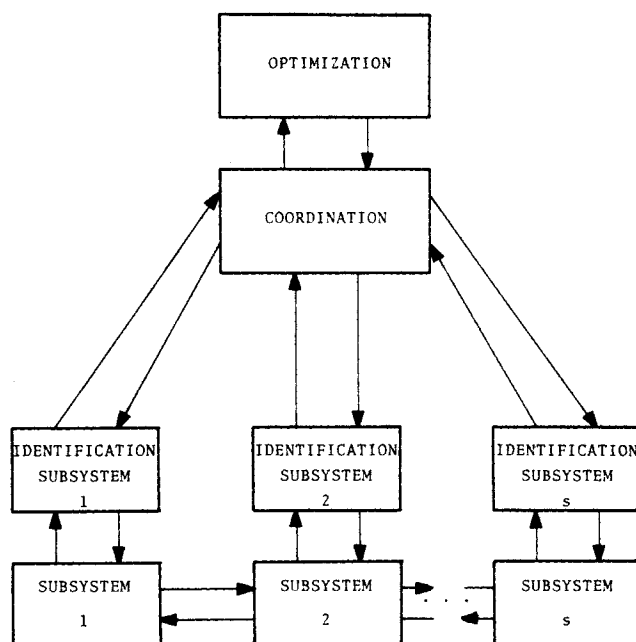 OPTIMIZATION
COORDINATION
IDENTIFICATION
SUBSYSTEM
1
IDENTIFICATION
SUBSYSTEM
2
IDENTIFICATION
SUBSYSTEM
s
SUBSYSTEM
1
SUBSYSTEM
2
. . .
SUBSYSTEM
s